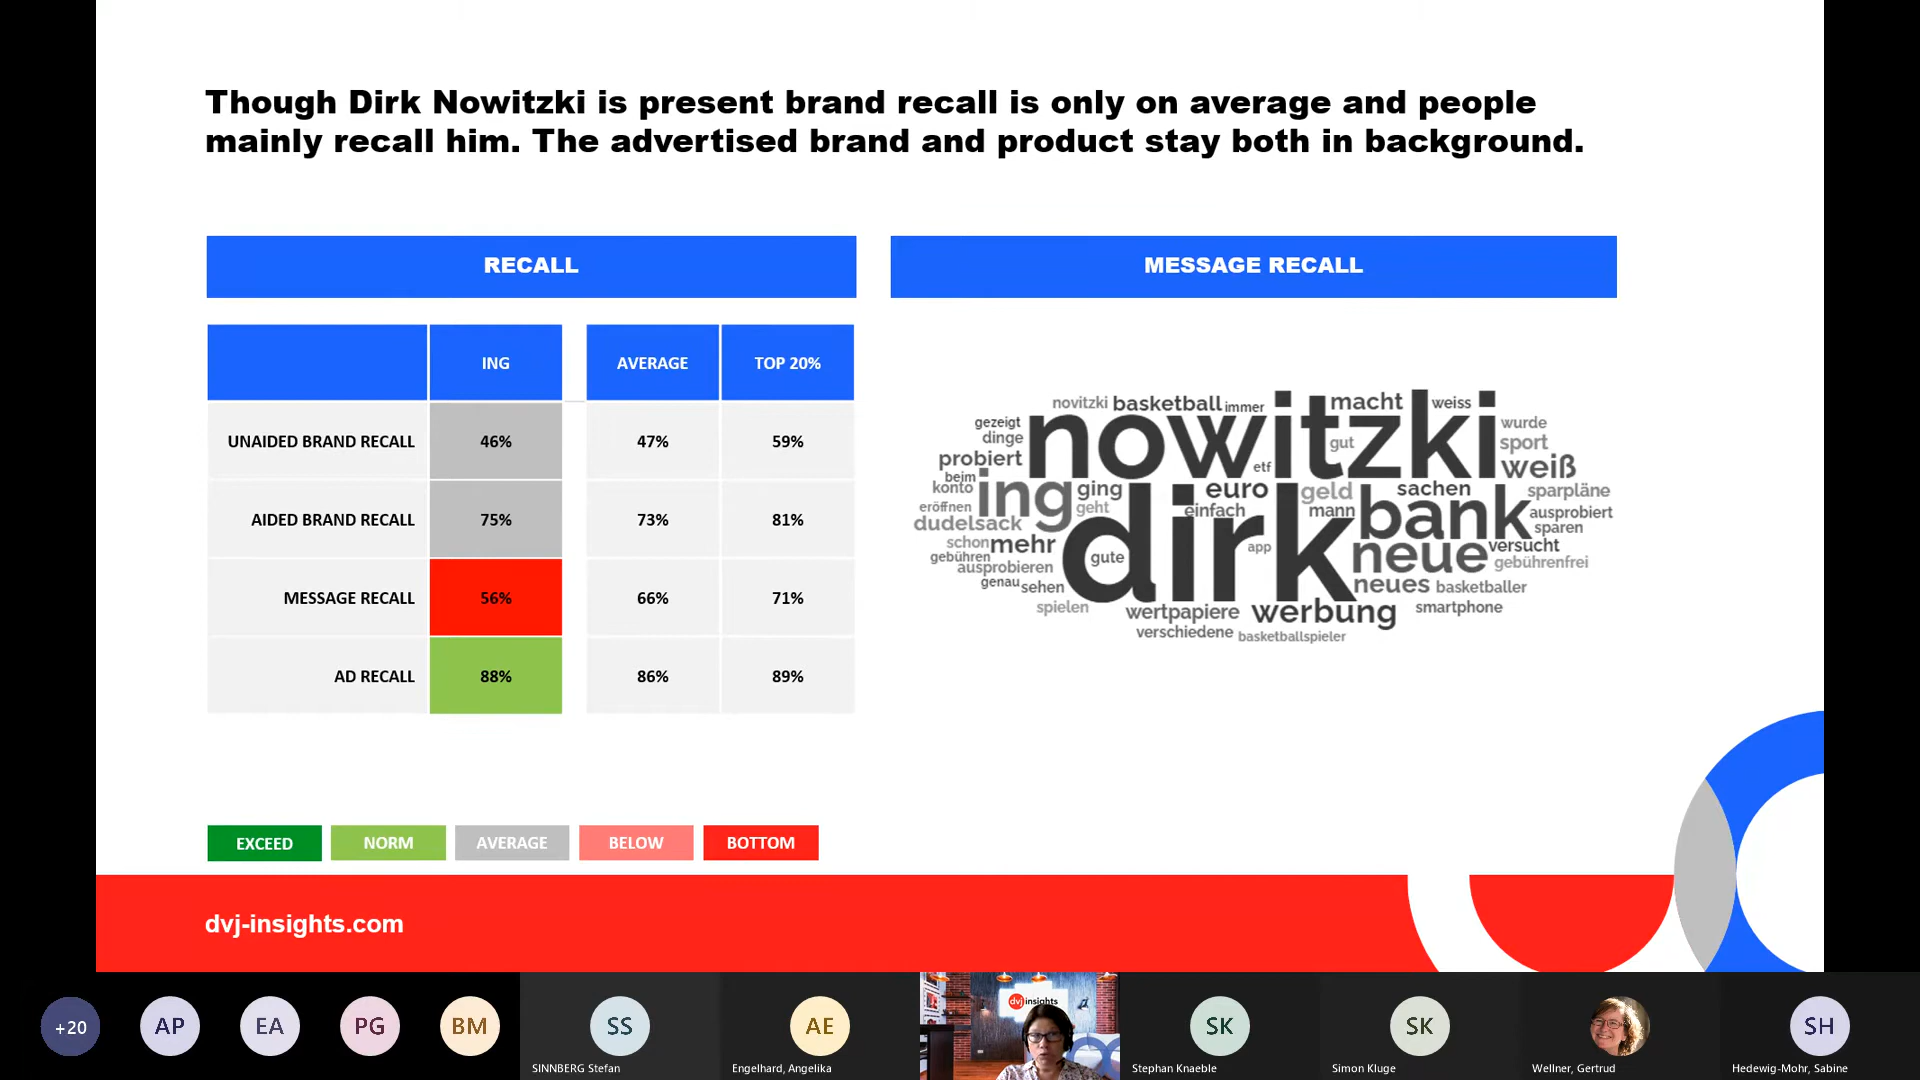 Though Dirk Nowitzki is present brand recall is only on average and people
mainly recall him. The advertised brand and product stay both in background.
RECALL
ING AVERAGE TOP 20%
UNAIDED BRAND RECALL 46% 47% 59%
AIDED BRAND RECALL 75% 73% 81%
MESSAGE RECALL 56% 66% 71%
AD RECALL 88% 86% 89%
MESSAGE RECALL
novitzki basketball immer macht weiss
gezeigt nowitzki wurde
dinge gut sport
probiert etf weiß
beim
konto ing ging euro geld sachen sparpläne
eröffnen geht einfach mann bank ausprobiert
dudelsack dirk sparen
schon mehr app neue versucht
gebühren gute gebührenfrei
ausprobieren
genau sehen neues basketballer
spielen wertpapiere werbung smartphone
verschiedene basketballspieler
EXCEED NORM AVERAGE BELOW BOTTOM
dvj-insights.com
+20 AP EA PG BM SS AE dvj insights SK SK SH
SINNBERG Stefan Engelhard, Angelika Stephan Knaeble Simon Kluge Wellner, Gertrud Hedewig-Mohr, Sabine